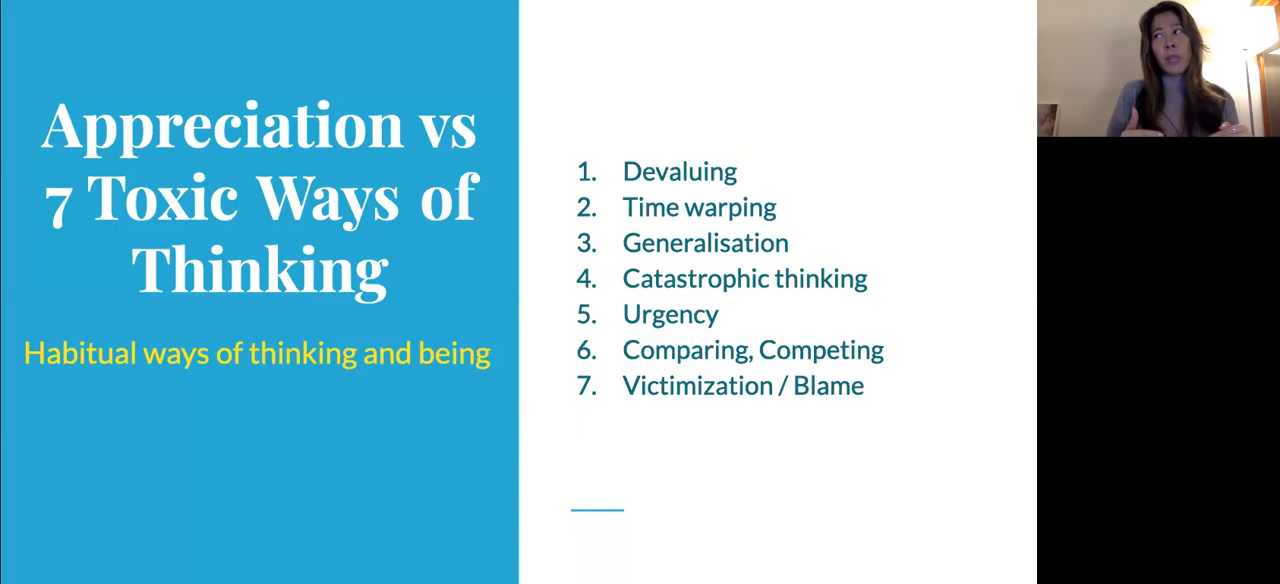 Appreciation vs
7 Toxic Ways of
Thinking
Habitual ways of thinking and being
1. Devaluing
2. Time warping
3. Generalisation
4. Catastrophic thinking
5. Urgency
6. Comparing, Competing
7. Victimization / Blame